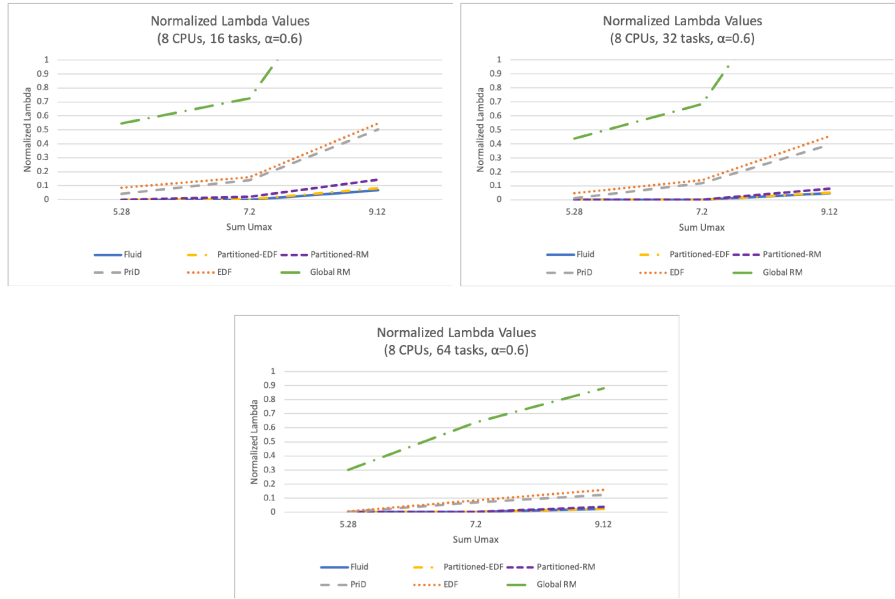 Normalized Lambda Values
(8 CPUs, 16 tasks, α=0.6)
1
0.9
0.8
0.7
0.6
0.5
0.4
0.3
0.2
0.1
0
Normalized Lambda
5.28 7.2 9.12
Sum Umax
Fluid Partitioned-EDF Partitioned-RM
PriD EDF Global RM
Normalized Lambda Values
(8 CPUs, 32 tasks, α=0.6)
1
0.9
0.8
0.7
0.6
0.5
0.4
0.3
0.2
0.1
0
Normalized Lambda
5.28 7.2 9.12
Sum Umax
Fluid Partitioned-EDF Partitioned-RM
PriD EDF Global RM
Normalized Lambda Values
(8 CPUs, 64 tasks, α=0.6)
1
0.9
0.8
0.7
0.6
0.5
0.4
0.3
0.2
0.1
0
Normalized Lambda
5.28 7.2 9.12
Sum Umax
Fluid Partitioned-EDF Partitioned-RM
PriD EDF Global RM